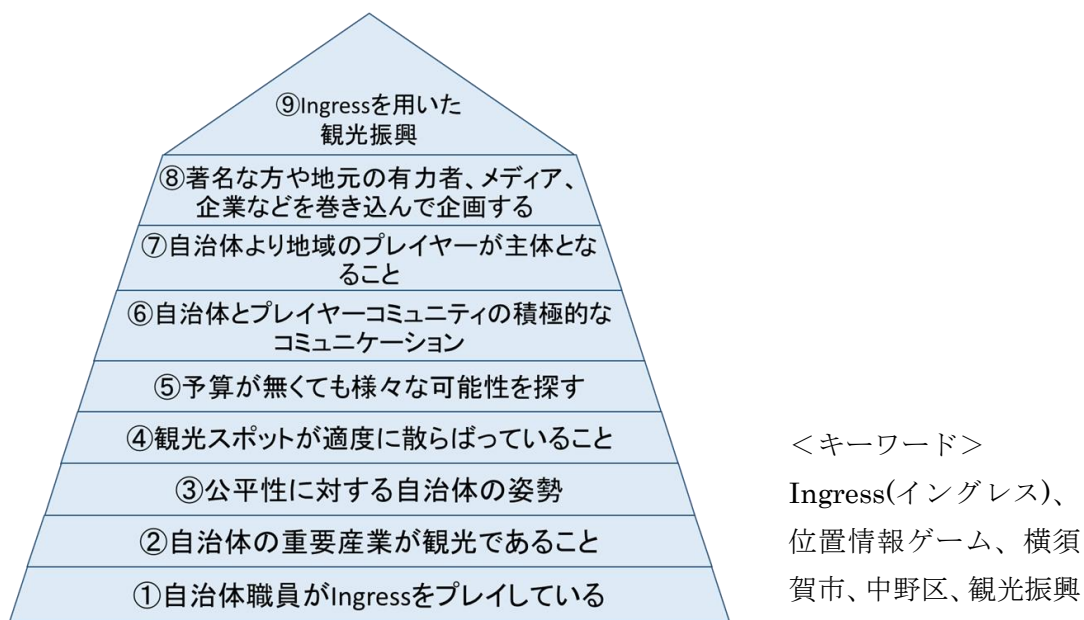 ⑨Ingressを用いた
観光振興
⑧著名な方や地元の有力者、メディア、
企業などを巻き込んで企画する
⑦自治体より地域のプレイヤーが主体とな
ること
⑥自治体とプレイヤーコミュニティの積極的な
コミュニケーション
⑤予算が無くても様々な可能性を探す
④観光スポットが適度に散らばっていること
③公平性に対する自治体の姿勢
②自治体の重要産業が観光であること
①自治体職員がIngressをプレイしている
＜キーワード＞
Ingress(イングレス)、
位置情報ゲーム、横須
賀市、中野区、観光振興